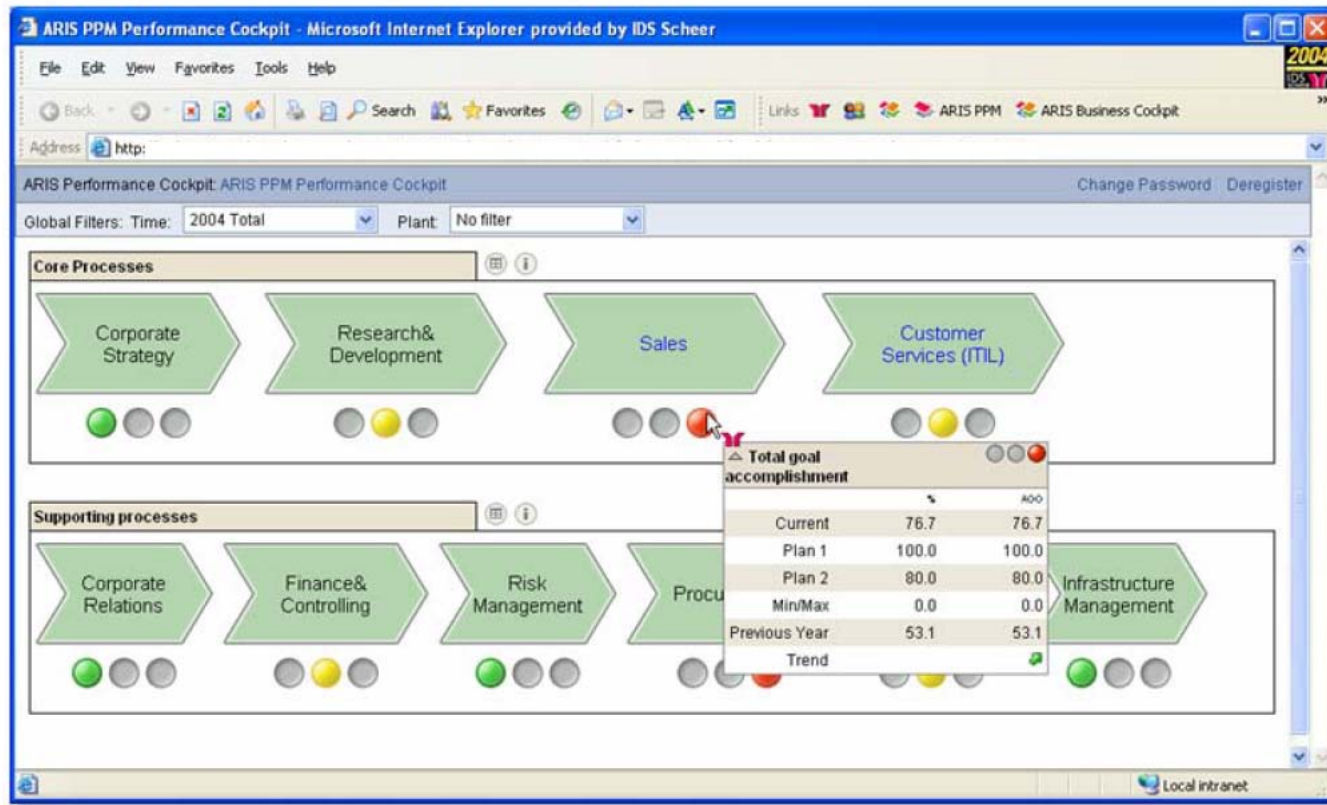 ARIS PPM Performance Cockpit - Microsoft Internet Explorer provided by IDS Scheer
File Edit View Favorites Tools Help
2004
IDS
Back Search Favorites Links ARIS PPM ARIS Business Cockpit
Address http:
ARIS Performance Cockpit: ARIS PPM Performance Cockpit Change Password Deregister
Global Filters: Time: 2004 Total Plant: No filter
Core Processes
Corporate
Strategy
Research&
Development
Sales
Customer
Services (ITIL)
Total goal
accomplishment
% AOO
Current 76.7 76.7
Plan 1 100.0 100.0
Plan 2 80.0 80.0
Min/Max 0.0 0.0
Previous Year 53.1 53.1
Trend
Supporting processes
Corporate
Relations
Finance&
Controlling
Risk
Management
Procu
Infrastructure
Management
Local intranet